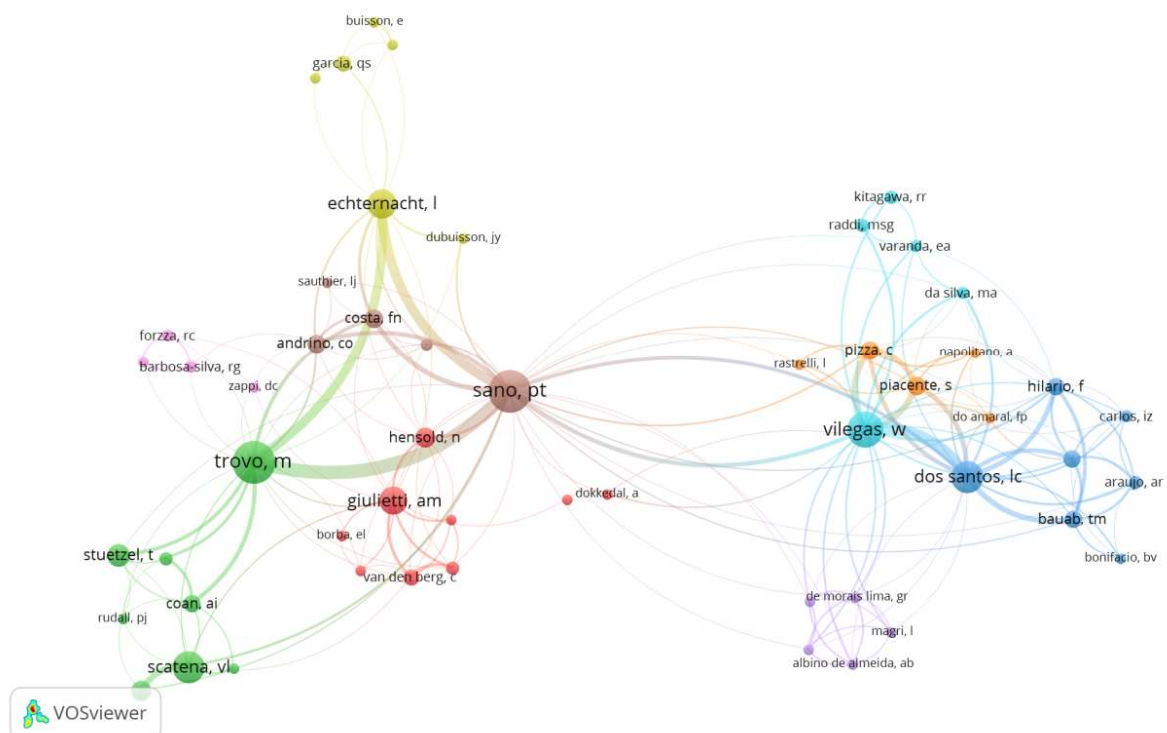 buisson, e
garcia, qs
echternacht, l
kitagawa, rr
raddi, msg
dubuisson, jy
varanda, ea
sauthier, lj
da silva, ma
costa, fn
forzza, rc
andrino, co
pizza, c
napolitano, a
barbosa-silva, rg
rastrelli, l
zappi, dc
sano, pt
piacente, s
hilario, f
do amaral, fp
carlos, iz
hensold, n
vilegas, w
trovo, m
dos santos, lc
araujo, ar
giulietti, am
dokkedal, a
bauab, tm
borba, el
stuetzel, t
bonifacio, bv
van den berg, c
coan, ai
de morais lima, gr
rudall, pj
magri, l
scatena, vl
albino de almeida, ab
VOSviewer